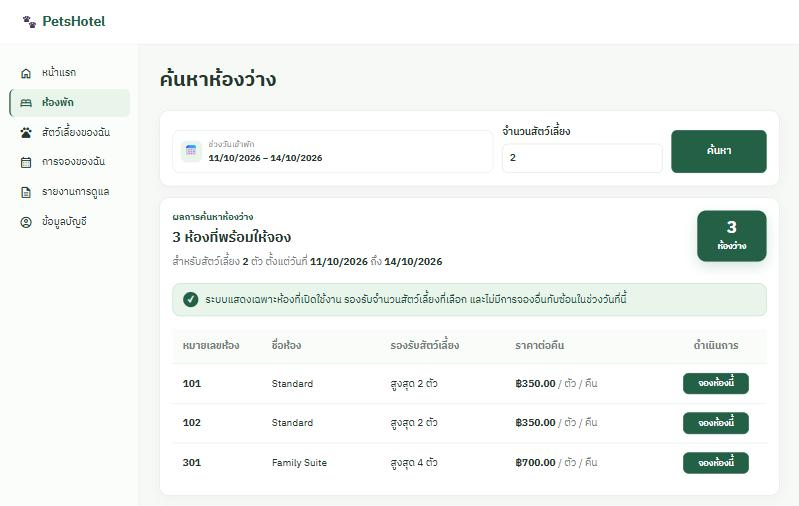 PetsHotel
หน้าแรก
ห้องพัก
สัตว์เลี้ยงของฉัน
การจองของฉัน
รายงานการดูแล
ข้อมูลบัญชี
ค้นหาห้องว่าง
ช่วงวันเข้าพัก
11/10/2026 – 14/10/2026
จำนวนสัตว์เลี้ยง
2
ค้นหา
ผลการค้นหาห้องว่าง
3 ห้องที่พร้อมให้จอง
สำหรับสัตว์เลี้ยง 2 ตัว ตั้งแต่วันที่ 11/10/2026 ถึง 14/10/2026
3
ห้องว่าง
ระบบแสดงเฉพาะห้องที่เปิดใช้งาน รองรับจำนวนสัตว์เลี้ยงที่เลือก และไม่มีการจองอื่นทับซ้อนในช่วงวันที่นี้
หมายเลขห้อง ชื่อห้อง รองรับสัตว์เลี้ยง ราคาต่อคืน ดำเนินการ
101 Standard สูงสุด 2 ตัว ฿350.00 / ตัว / คืน จองห้องนี้
102 Standard สูงสุด 2 ตัว ฿350.00 / ตัว / คืน จองห้องนี้
301 Family Suite สูงสุด 4 ตัว ฿700.00 / ตัว / คืน จองห้องนี้